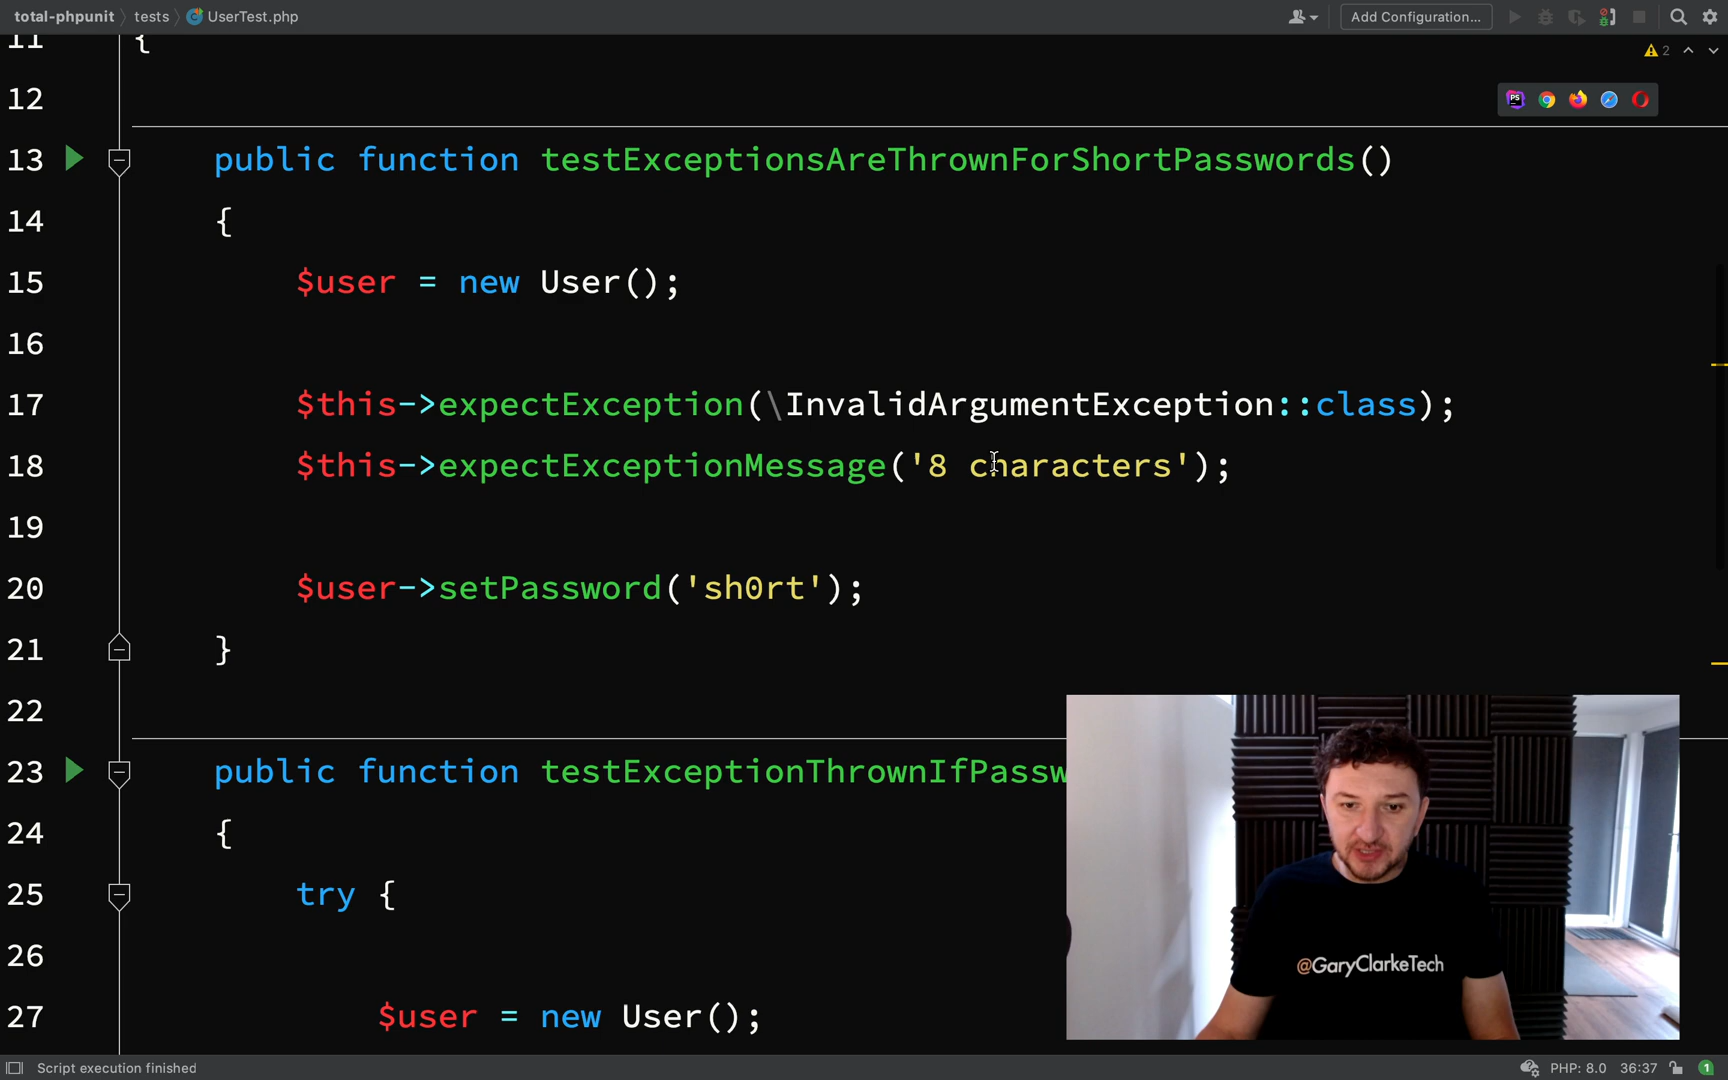 total-phpunit tests UserTest.php Add Configuration...
11 {
2
12
13 public function testExceptionsAreThrownForShortPasswords()
14 {
15 $user = new User();
16
17 $this->expectException(\InvalidArgumentException::class);
18 $this->expectExceptionMessage('8 characters');
19
20 $user->setPassword('sh0rt');
21 }
22
23 public function testExceptionThrownIfPassw
24 {
25 try {
26
27 $user = new User();
@GaryClarkeTech
Script execution finished PHP: 8.0 36:37 1